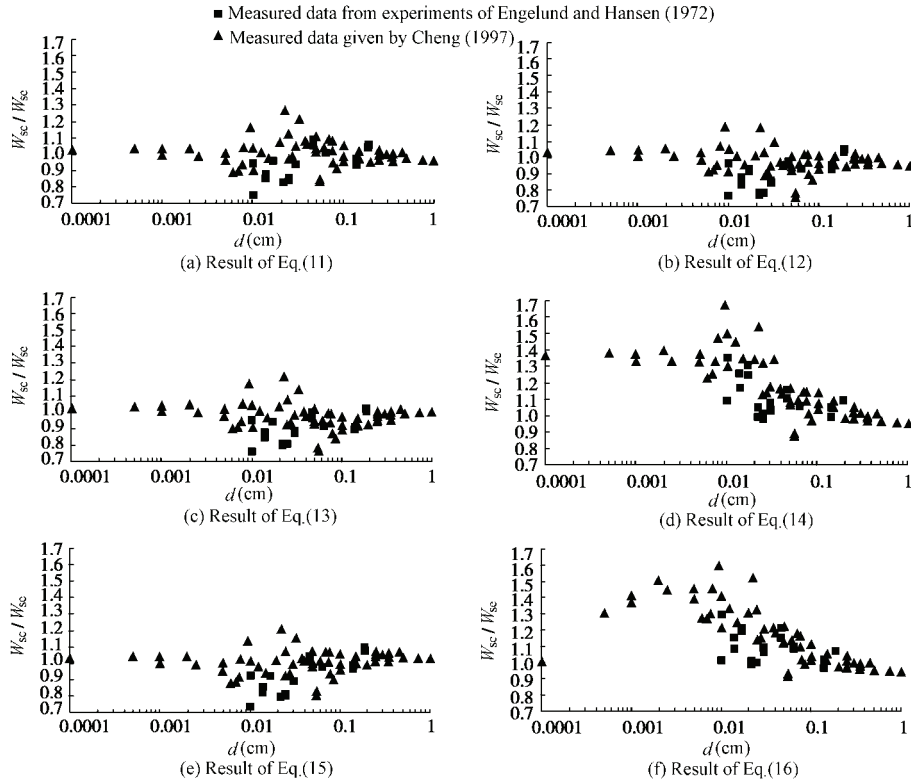 ■ Measured data from experiments of Engelund and Hansen (1972)
▲ Measured data given by Cheng (1997)
W_sc / W_sc
1.7
1.6
1.5
1.4
1.3
1.2
1.1
1.0
0.9
0.8
0.7
0.0001 0.001 0.01 0.1 1
d (cm)
(a) Result of Eq.(11)
W_sc / W_sc
1.7
1.6
1.5
1.4
1.3
1.2
1.1
1.0
0.9
0.8
0.7
0.0001 0.001 0.01 0.1 1
d (cm)
(b) Result of Eq.(12)
W_sc / W_sc
1.7
1.6
1.5
1.4
1.3
1.2
1.1
1.0
0.9
0.8
0.7
0.0001 0.001 0.01 0.1 1
d (cm)
(c) Result of Eq.(13)
W_sc / W_sc
1.7
1.6
1.5
1.4
1.3
1.2
1.1
1.0
0.9
0.8
0.7
0.0001 0.001 0.01 0.1 1
d (cm)
(d) Result of Eq.(14)
W_sc / W_sc
1.7
1.6
1.5
1.4
1.3
1.2
1.1
1.0
0.9
0.8
0.7
0.0001 0.001 0.01 0.1 1
d (cm)
(e) Result of Eq.(15)
W_sc / W_sc
1.7
1.6
1.5
1.4
1.3
1.2
1.1
1.0
0.9
0.8
0.7
0.0001 0.001 0.01 0.1 1
d (cm)
(f) Result of Eq.(16)